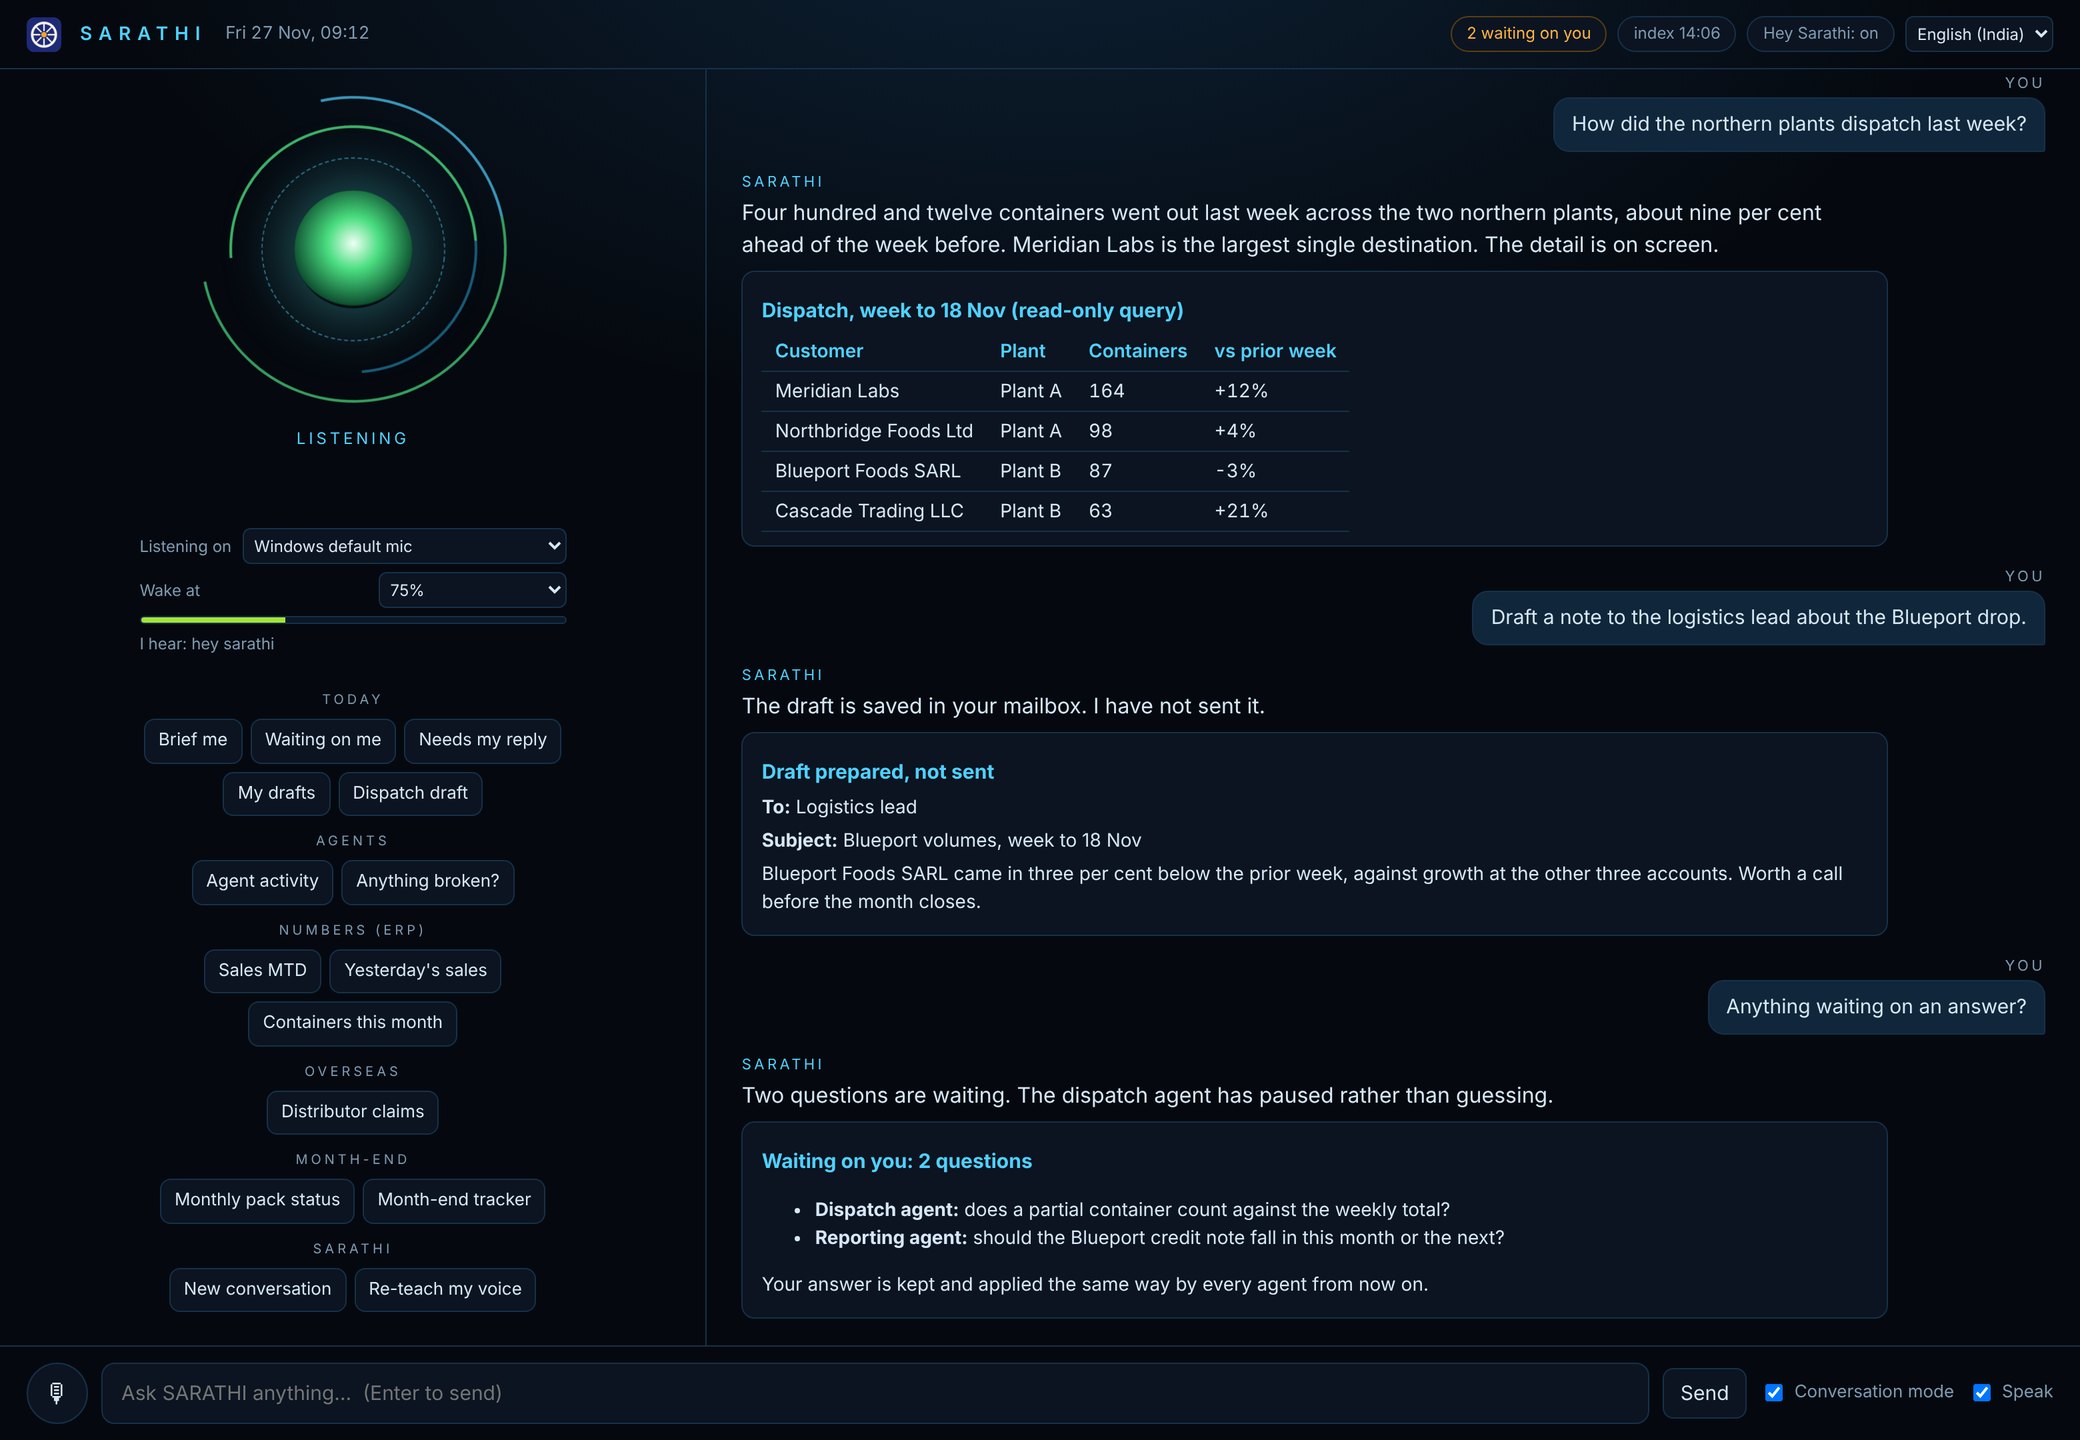 SARATHI Fri 27 Nov, 09:12
2 waiting on you
index 14:06
Hey Sarathi: on
English (India)
LISTENING
Listening on Windows default mic
Wake at 75%
I hear: hey sarathi
TODAY
Brief me Waiting on me Needs my reply
My drafts Dispatch draft
AGENTS
Agent activity Anything broken?
NUMBERS (ERP)
Sales MTD Yesterday's sales
Containers this month
OVERSEAS
Distributor claims
MONTH-END
Monthly pack status Month-end tracker
SARATHI
New conversation Re-teach my voice
YOU
How did the northern plants dispatch last week?
SARATHI
Four hundred and twelve containers went out last week across the two northern plants, about nine per cent
ahead of the week before. Meridian Labs is the largest single destination. The detail is on screen.
Dispatch, week to 18 Nov (read-only query)
Customer Plant Containers vs prior week
Meridian Labs Plant A 164 +12%
Northbridge Foods Ltd Plant A 98 +4%
Blueport Foods SARL Plant B 87 -3%
Cascade Trading LLC Plant B 63 +21%
YOU
Draft a note to the logistics lead about the Blueport drop.
SARATHI
The draft is saved in your mailbox. I have not sent it.
Draft prepared, not sent
To: Logistics lead
Subject: Blueport volumes, week to 18 Nov
Blueport Foods SARL came in three per cent below the prior week, against growth at the other three accounts. Worth a call
before the month closes.
YOU
Anything waiting on an answer?
SARATHI
Two questions are waiting. The dispatch agent has paused rather than guessing.
Waiting on you: 2 questions
• Dispatch agent: does a partial container count against the weekly total?
• Reporting agent: should the Blueport credit note fall in this month or the next?
Your answer is kept and applied the same way by every agent from now on.
Ask SARATHI anything... (Enter to send)
Send
Conversation mode
Speak